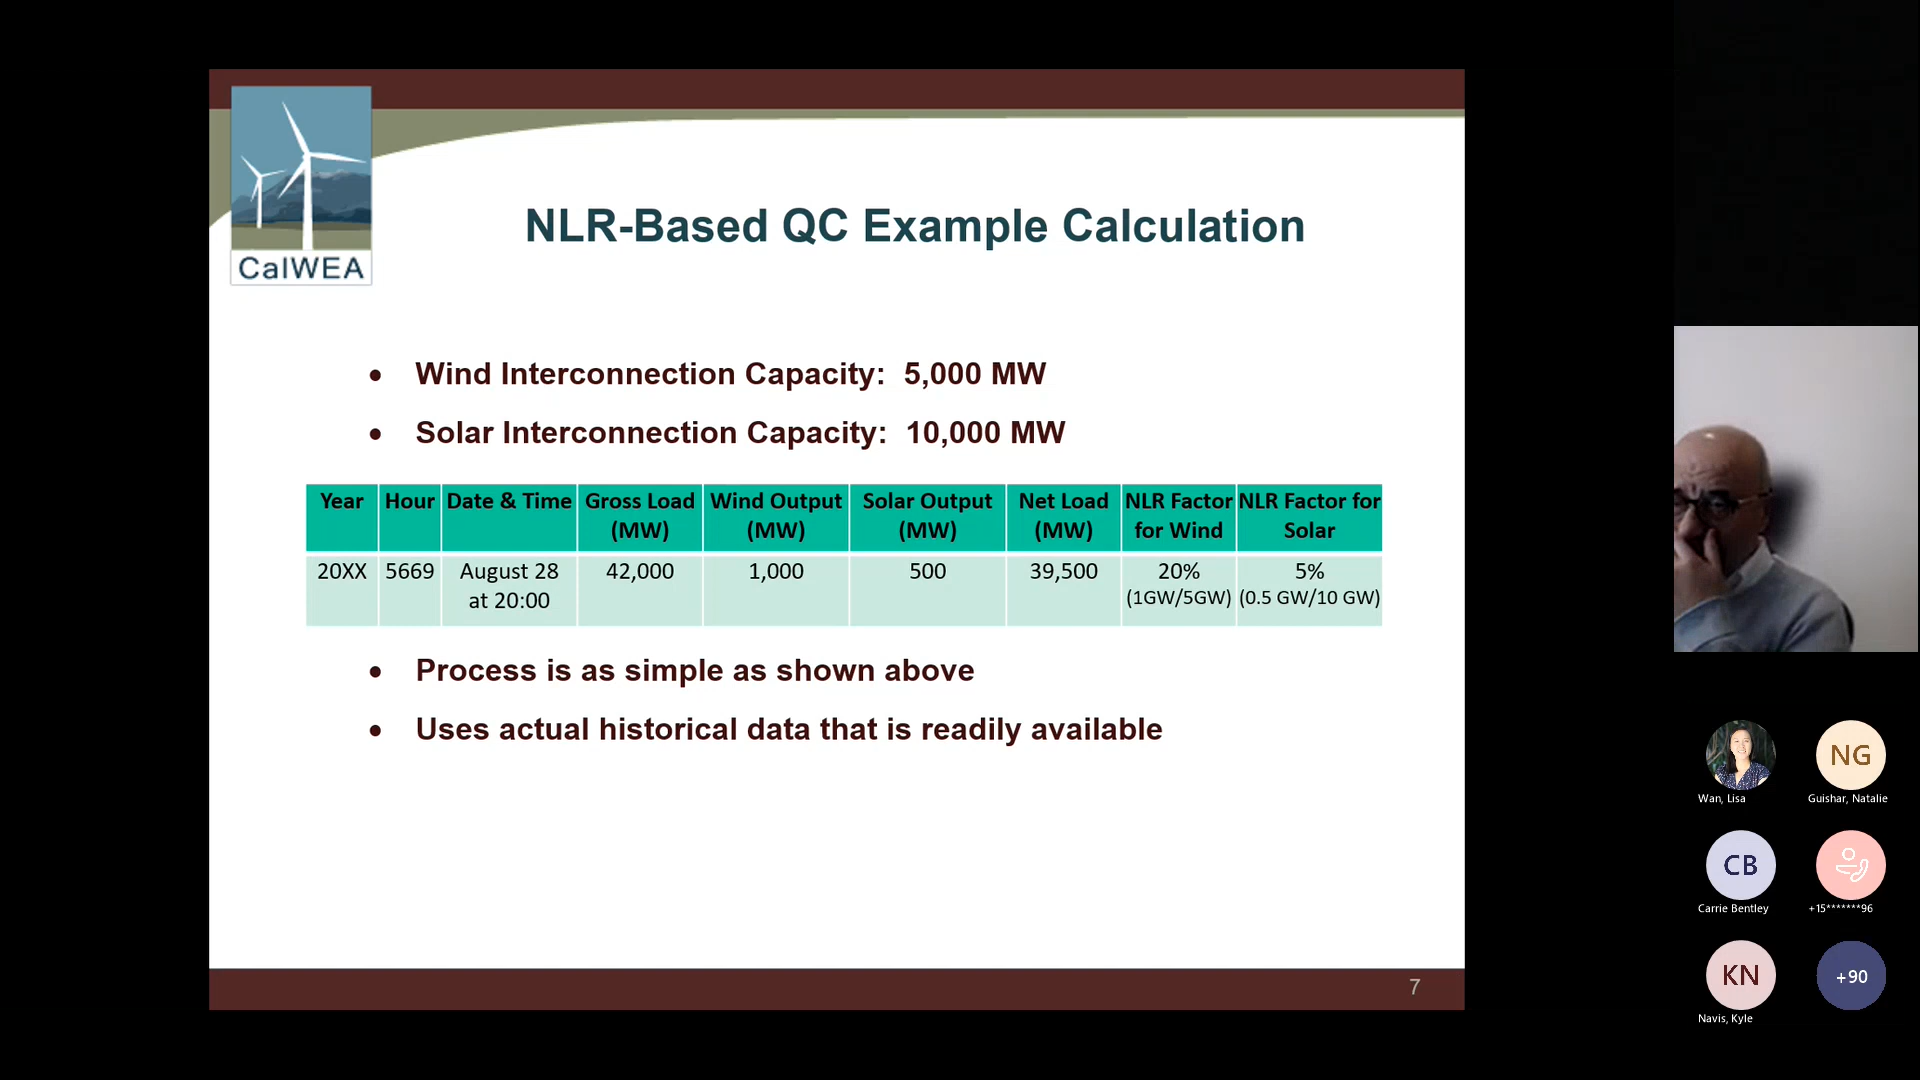 CalWEA
NLR-Based QC Example Calculation
• Wind Interconnection Capacity: 5,000 MW
• Solar Interconnection Capacity: 10,000 MW
Year Hour Date & Time Gross Load (MW) Wind Output (MW) Solar Output (MW) Net Load (MW) NLR Factor for Wind NLR Factor for Solar
20XX 5669 August 28 at 20:00 42,000 1,000 500 39,500 20% (1GW/5GW) 5% (0.5 GW/10 GW)
• Process is as simple as shown above
• Uses actual historical data that is readily available
7
Wan, Lisa
NG
Guishar, Natalie
CB
Carrie Bentley
+15*******96
KN
Navis, Kyle
+90